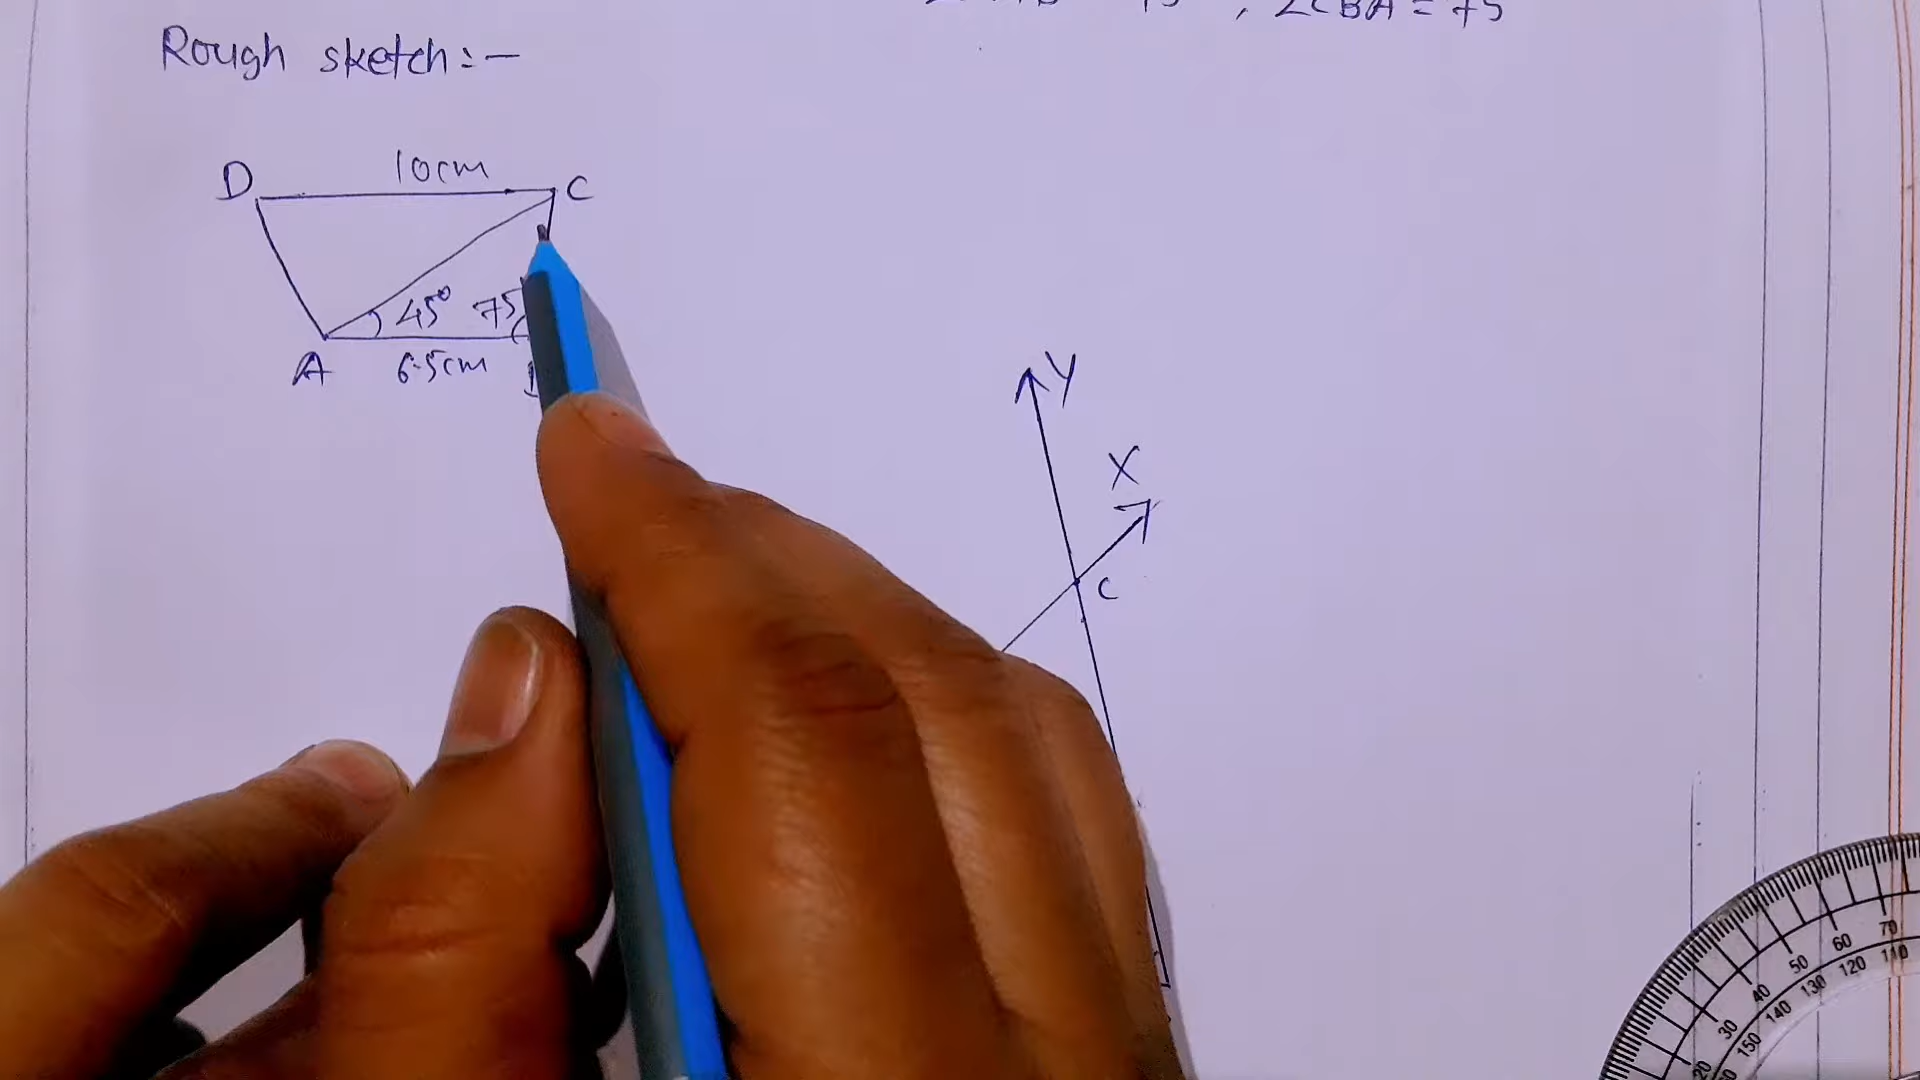 ∠CBA = 75
Rough sketch:-
D 10cm C
45° 75
A 6.5cm
Y
X
C
70
60 110
50 120
40 130
30 140
20 150